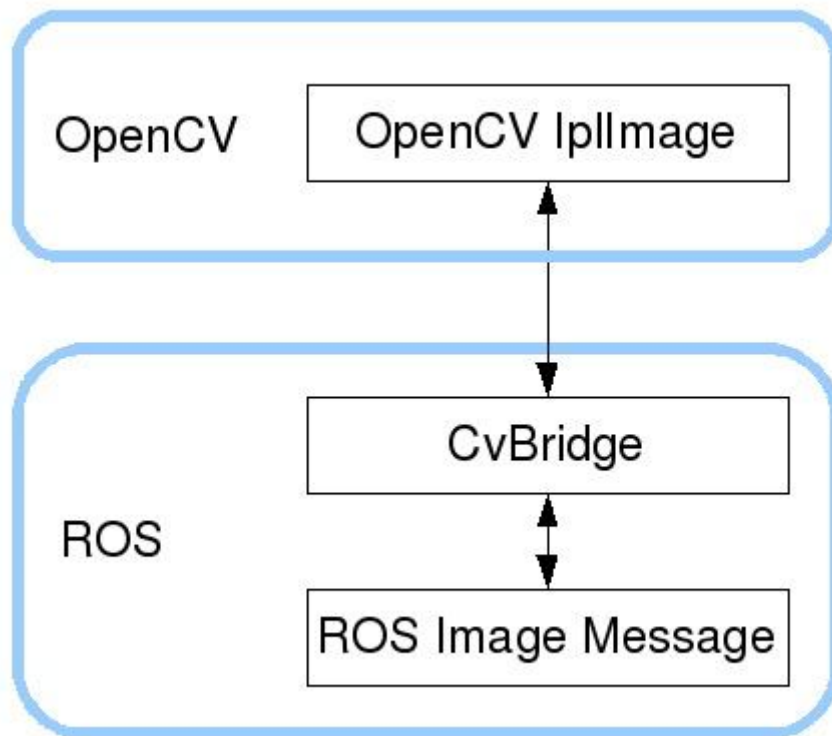 OpenCV
OpenCV IplImage
CvBridge
ROS
ROS Image Message